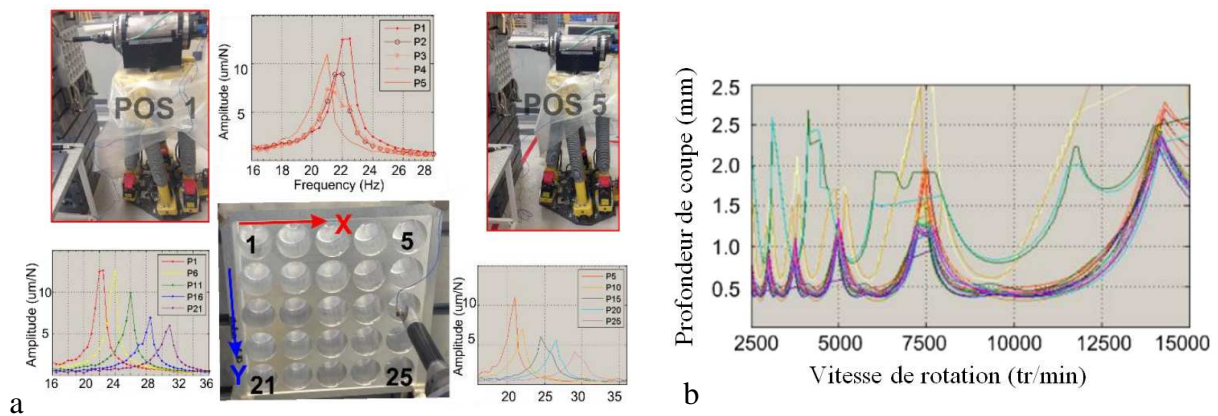 POS 1
Amplitude (um/N)
10
5
16 18 20 22 24 26 28
Frequency (Hz)
P1
P2
P3
P4
P5
POS 5
Amplitude (um/N)
10
5
16 20 24 28 32 36
P1
P6
P11
P16
P21
X
Y
1
5
21
25
Amplitude (um/N)
10
5
20 25 30 35
P5
P10
P15
P20
P25
a
Profondeur de coupe (mm)
2.5
2.0
1.5
1.0
0.5
2500 5000 7500 10000 12500 15000
Vitesse de rotation (tr/min)
b